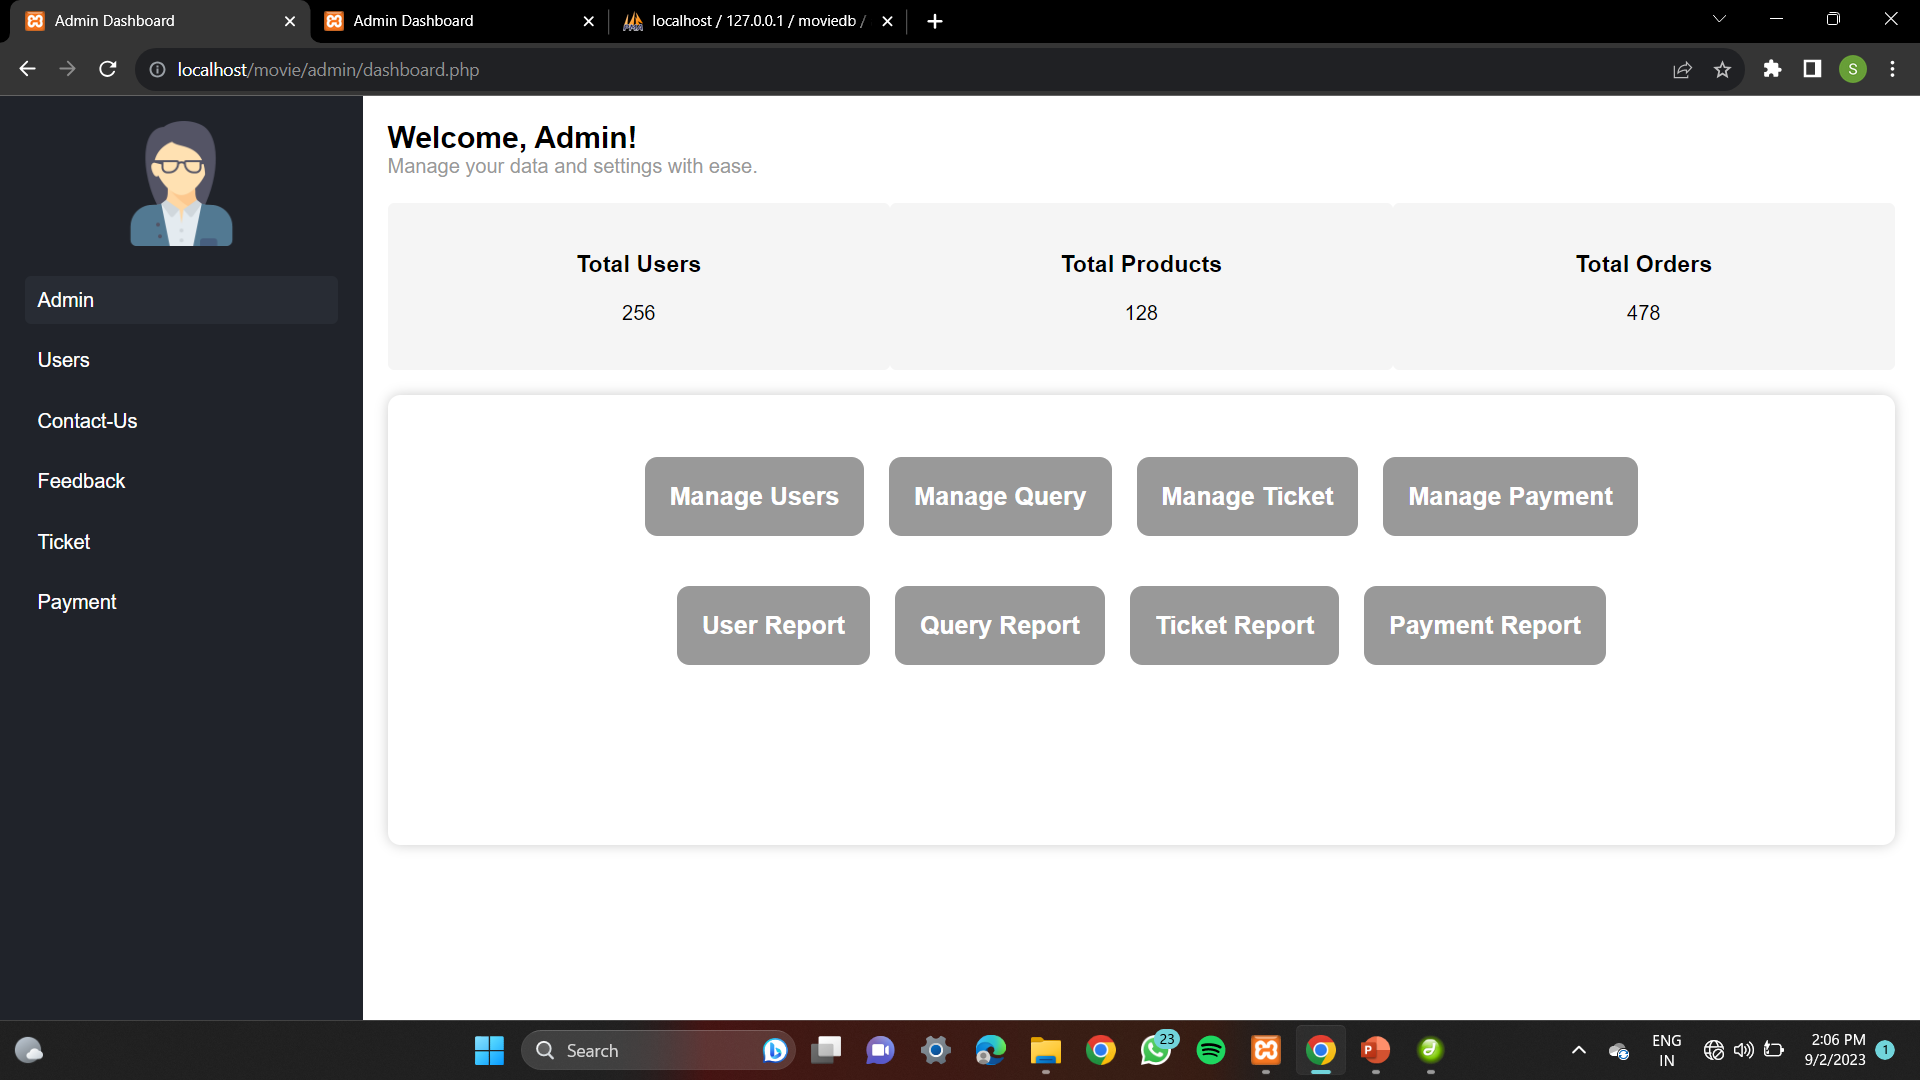 Admin Dashboard
Admin Dashboard
localhost / 127.0.0.1 / moviedb /
localhost/movie/admin/dashboard.php
S
Welcome, Admin!
Manage your data and settings with ease.
Admin
Users
Contact-Us
Feedback
Ticket
Payment
Total Users
256
Total Products
128
Total Orders
478
Manage Users
Manage Query
Manage Ticket
Manage Payment
User Report
Query Report
Ticket Report
Payment Report
Search
23
ENG
IN
2:06 PM
9/2/2023
1